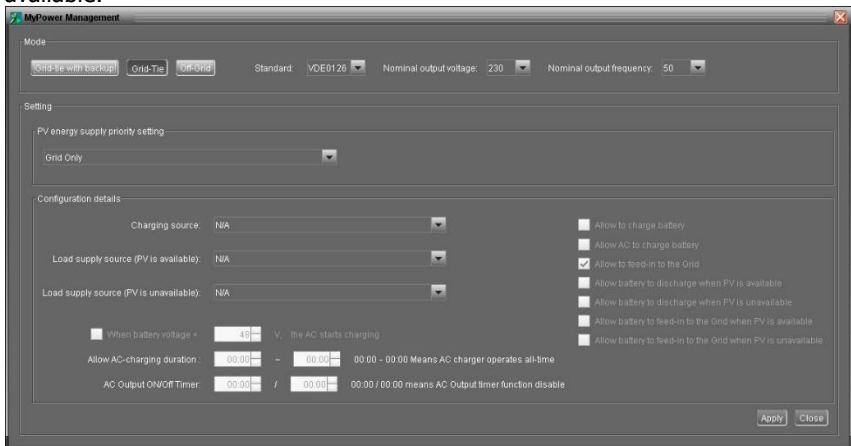 available.
MyPower Management
Mode
Grid-tie with backup Grid-Tie Off-Grid Standard: VDE0126 Nominal output voltage: 230 Nominal output frequency: 50
Setting
PV energy supply priority setting
Grid Only
Configuration details
Charging source: N/A
Load supply source (PV is available): N/A
Load supply source (PV is unavailable): N/A
When battery voltage < 48 V, the AC starts charging
Allow AC-charging duration : 00:00 ~ 00:00 00:00 ~ 00:00 Means AC charger operates all-time
AC Output ON/Off Timer: 00:00 / 00:00 00:00 / 00:00 means AC Output timer function disable
Allow to charge battery
Allow AC to charge battery
Allow to feed-in to the Grid
Allow battery to discharge when PV is available
Allow battery to discharge when PV is unavailable
Allow battery to feed-in to the Grid when PV is available
Allow battery to feed-in to the Grid when PV is unavailable
Apply Close